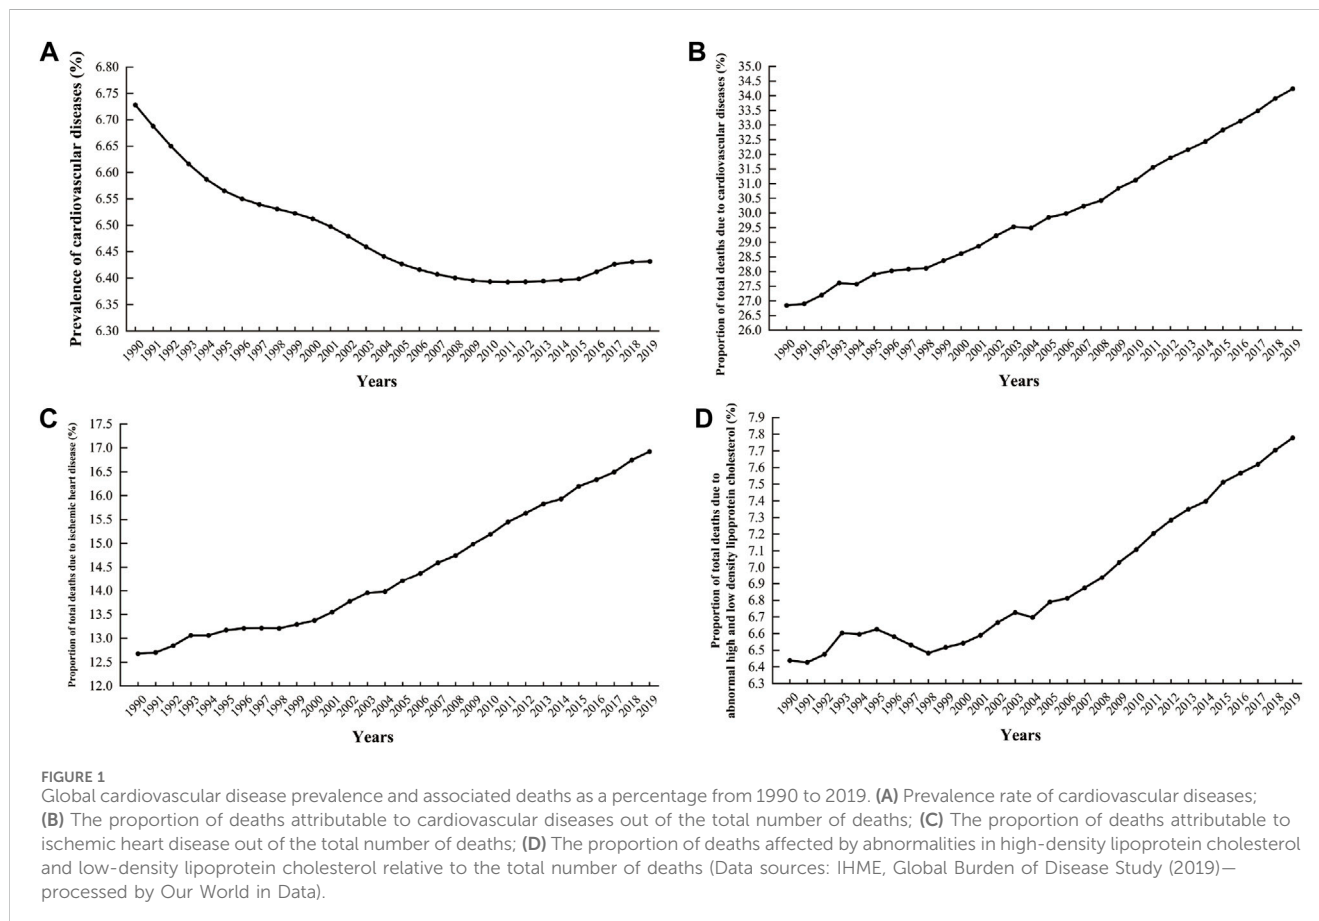 A
Prevalence of cardiovascular diseases (%)
6.80
6.75
6.70
6.65
6.60
6.55
6.50
6.45
6.40
6.35
6.30
1990 1991 1992 1993 1994 1995 1996 1997 1998 1999 2000 2001 2002 2003 2004 2005 2006 2007 2008 2009 2010 2011 2012 2013 2014 2015 2016 2017 2018 2019
Years
B
Proportion of total deaths due to cardiovascular diseases (%)
35.0
34.5
34.0
33.5
33.0
32.5
32.0
31.5
31.0
30.5
30.0
29.5
29.0
28.5
28.0
27.5
27.0
26.5
26.0
1990 1991 1992 1993 1994 1995 1996 1997 1998 1999 2000 2001 2002 2003 2004 2005 2006 2007 2008 2009 2010 2011 2012 2013 2014 2015 2016 2017 2018 2019
Years
C
Proportion of total deaths due to ischemic heart disease (%)
17.5
17.0
16.5
16.0
15.5
15.0
14.5
14.0
13.5
13.0
12.5
12.0
1990 1991 1992 1993 1994 1995 1996 1997 1998 1999 2000 2001 2002 2003 2004 2005 2006 2007 2008 2009 2010 2011 2012 2013 2014 2015 2016 2017 2018 2019
Years
D
Proportion of total deaths due to
abnormal high and low density lipoprotein cholesterol (%)
7.9
7.8
7.7
7.6
7.5
7.4
7.3
7.2
7.1
7.0
6.9
6.8
6.7
6.6
6.5
6.4
6.3
1990 1991 1992 1993 1994 1995 1996 1997 1998 1999 2000 2001 2002 2003 2004 2005 2006 2007 2008 2009 2010 2011 2012 2013 2014 2015 2016 2017 2018 2019
Years
FIGURE 1
Global cardiovascular disease prevalence and associated deaths as a percentage from 1990 to 2019. (A) Prevalence rate of cardiovascular diseases;
(B) The proportion of deaths attributable to cardiovascular diseases out of the total number of deaths; (C) The proportion of deaths attributable to
ischemic heart disease out of the total number of deaths; (D) The proportion of deaths affected by abnormalities in high-density lipoprotein cholesterol
and low-density lipoprotein cholesterol relative to the total number of deaths (Data sources: IHME, Global Burden of Disease Study (2019)—
processed by Our World in Data).